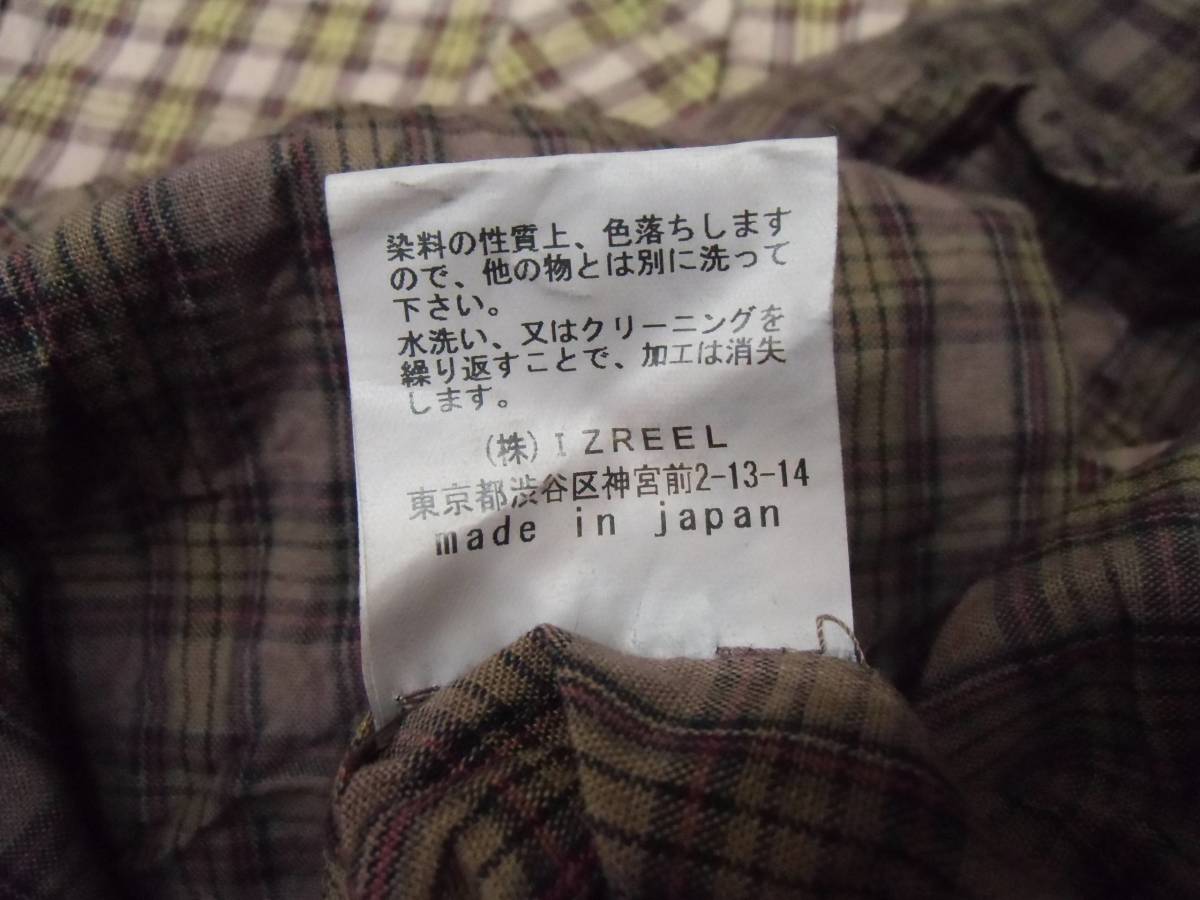 染料の性質上、色落ちします
ので、他の物とは別に洗って
下さい。
水洗い、又はクリーニングを
繰り返すことで、加工は消失
します。
(株)IZREEL
東京都渋谷区神宮前2-13-14
made in japan